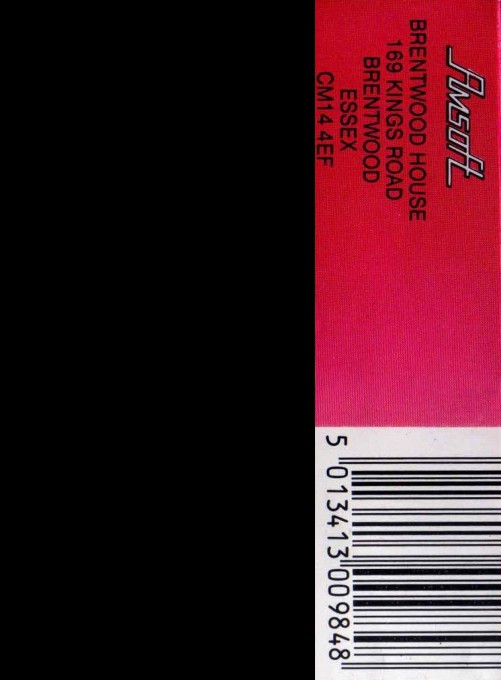 Amsoft
BRENTWOOD HOUSE
169 KINGS ROAD
BRENTWOOD
ESSEX
CM14 4EF
5 013413 009848